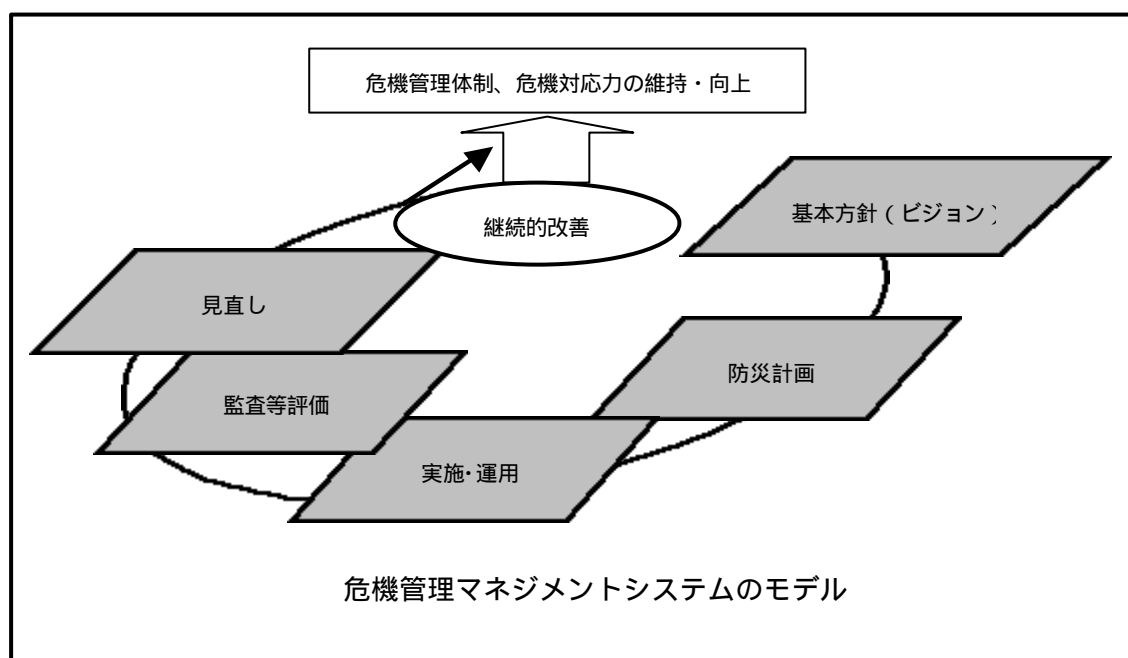 危機管理体制、危機対応力の維持・向上
継続的改善
基本方針（ビジョン）
見直し
防災計画
監査等評価
実施・運用
危機管理マネジメントシステムのモデル